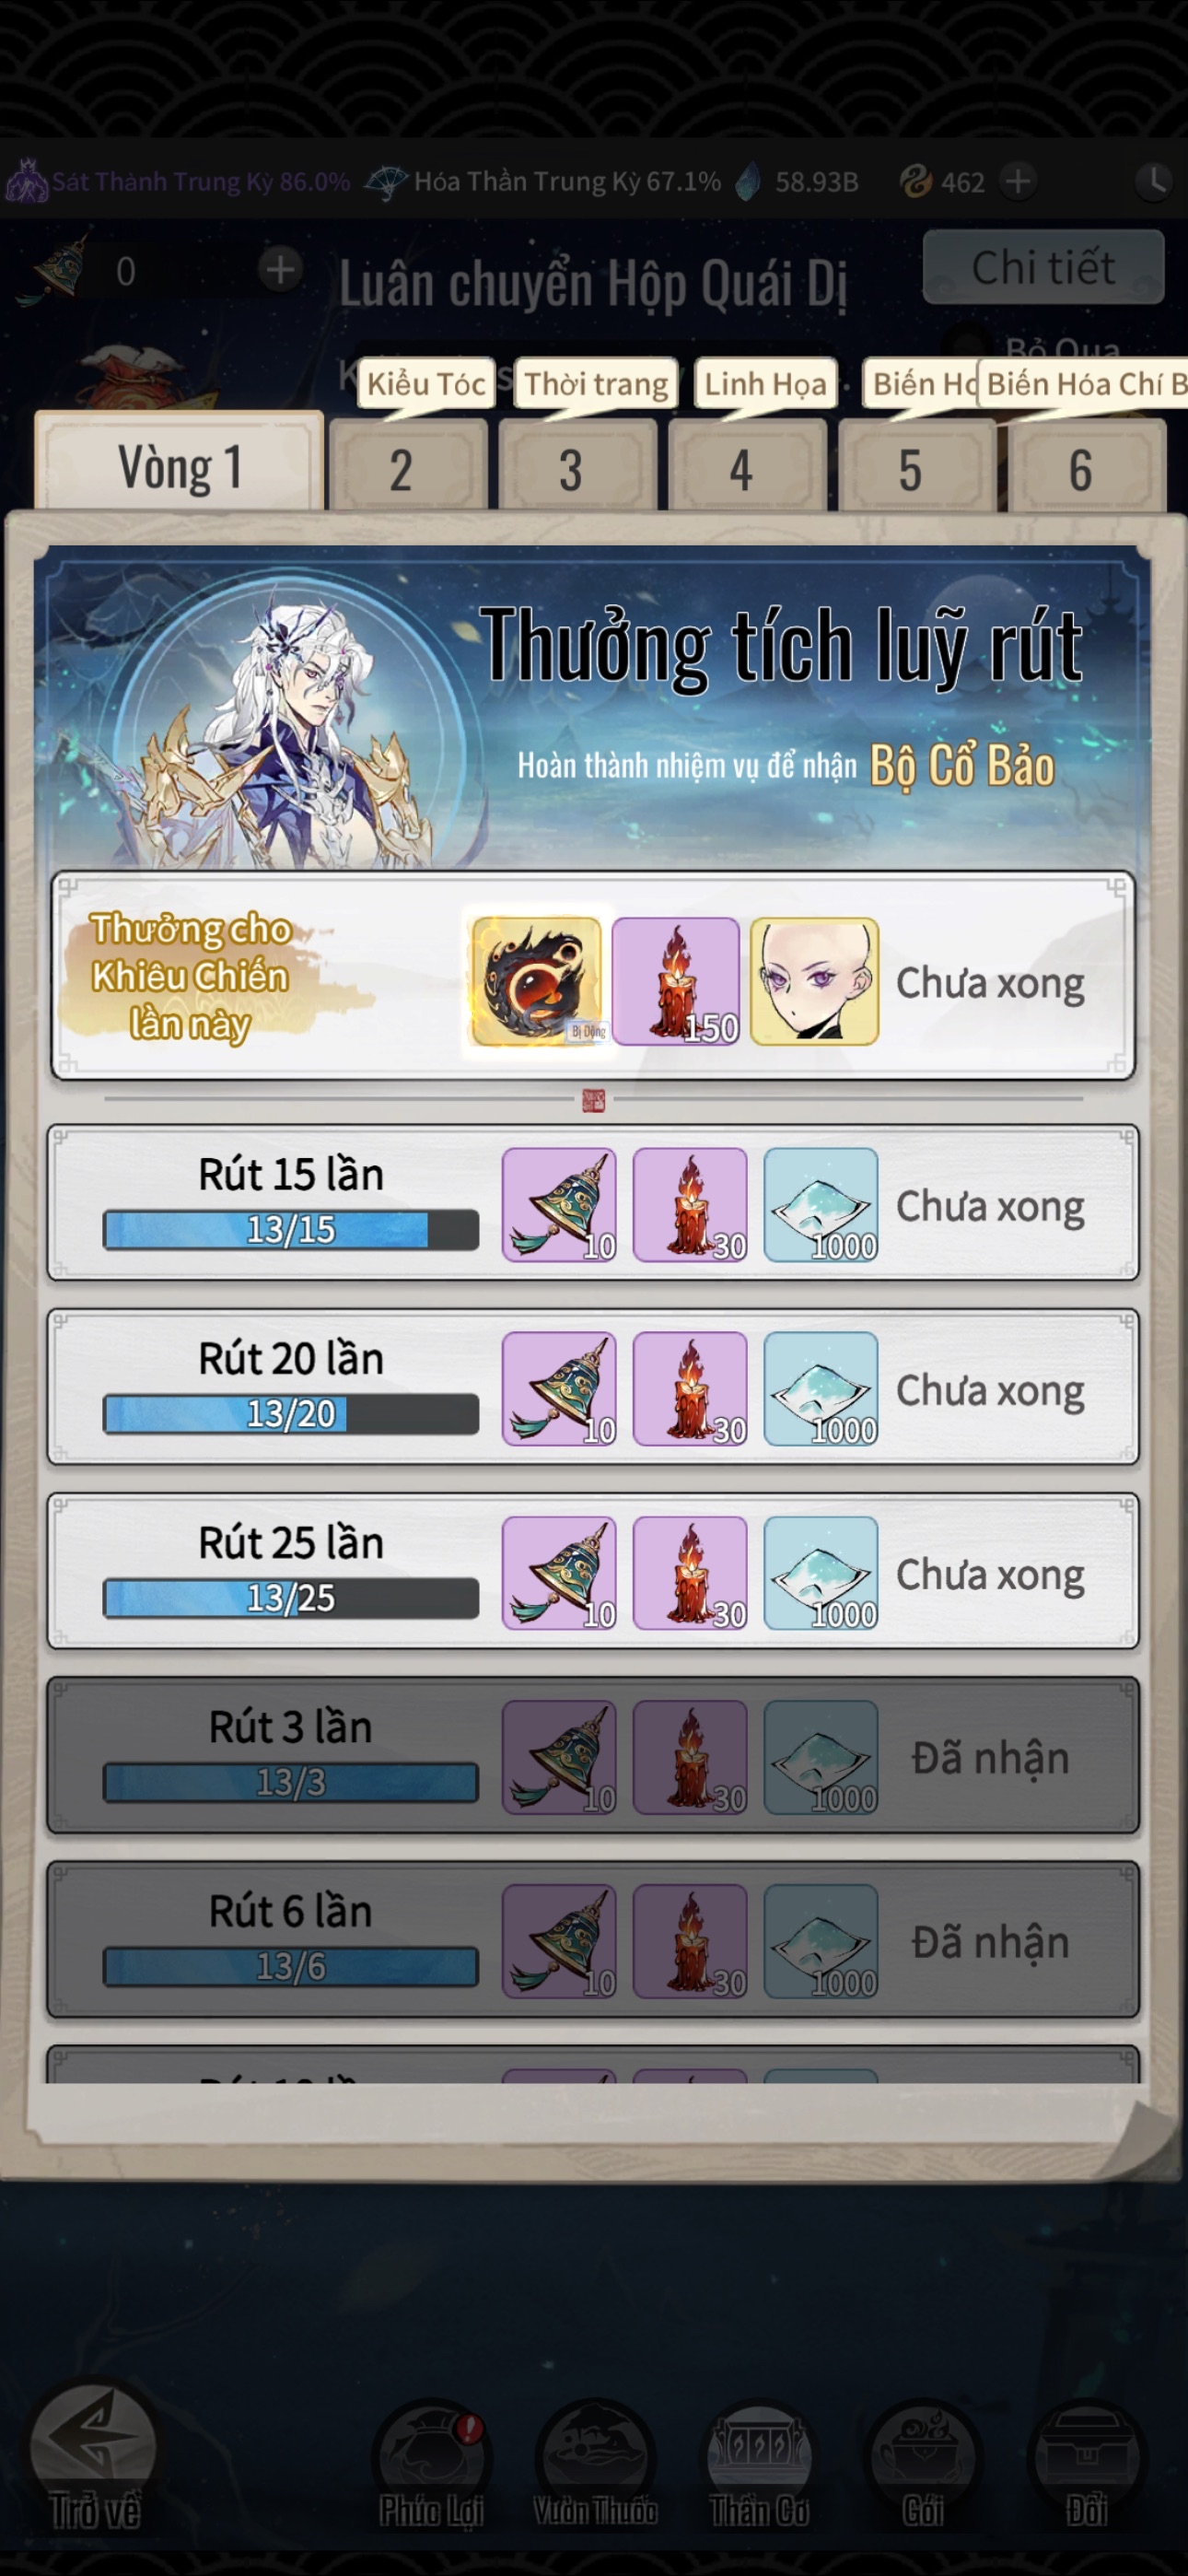 Sát Thành Trung Kỳ 86.0% Hóa Thần Trung Kỳ 67.1% 58.93B 462
0
Luân chuyển Hộp Quái Dị
Chi tiết
Bỏ Qua
Kiểu Tóc
Thời trang
Linh Họa
Biến Hó
Biến Hóa Chí B
Vòng 1
2
3
4
5
6
Thưởng tích luỹ rút
Hoàn thành nhiệm vụ để nhận Bộ Cổ Bảo
Thưởng cho
Khiêu Chiến
lần này
Bị Động
150
Chưa xong
Rút 15 lần
13/15
10
30
1000
Chưa xong
Rút 20 lần
13/20
10
30
1000
Chưa xong
Rút 25 lần
13/25
10
30
1000
Chưa xong
Rút 3 lần
13/3
10
30
1000
Đã nhận
Rút 6 lần
13/6
10
30
1000
Đã nhận
Trở về
Phúc Lợi
Vườn Thuốc
Thần Cơ
Gói
Đổi